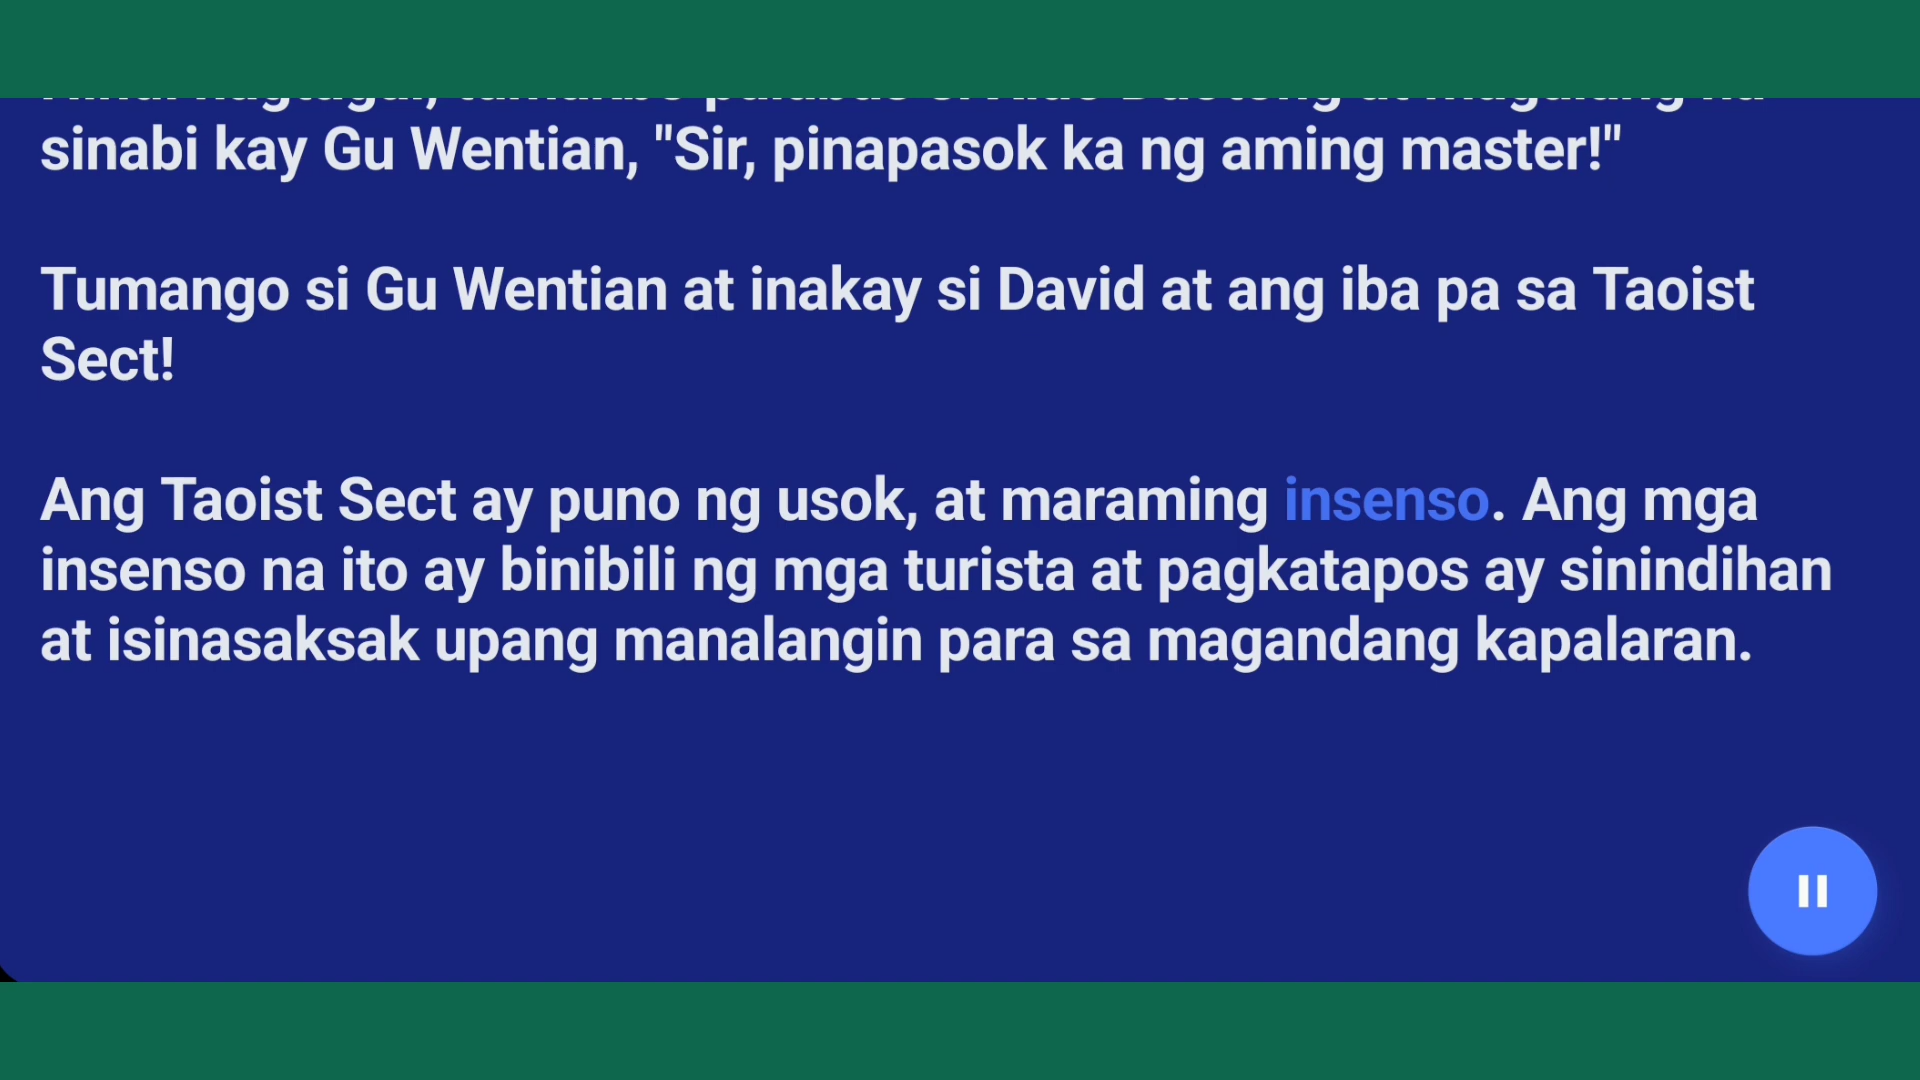 sinabi kay Gu Wentian, "Sir, pinapasok ka ng aming master!"
Tumango si Gu Wentian at inakay si David at ang iba pa sa Taoist
Sect!
Ang Taoist Sect ay puno ng usok, at maraming insenso. Ang mga
insenso na ito ay binibili ng mga turista at pagkatapos ay sinindihan
at isinasaksak upang manalangin para sa magandang kapalaran.